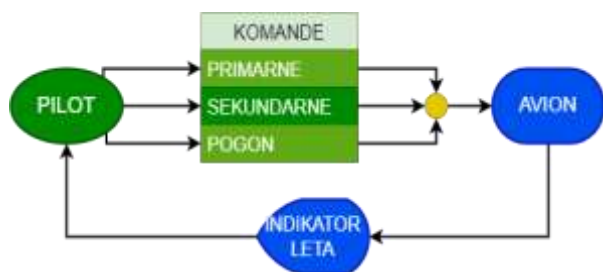 KOMANDE
PRIMARNE
PILOT
SEKUNDARNE
AVION
POGON
INDIKATOR
LETA